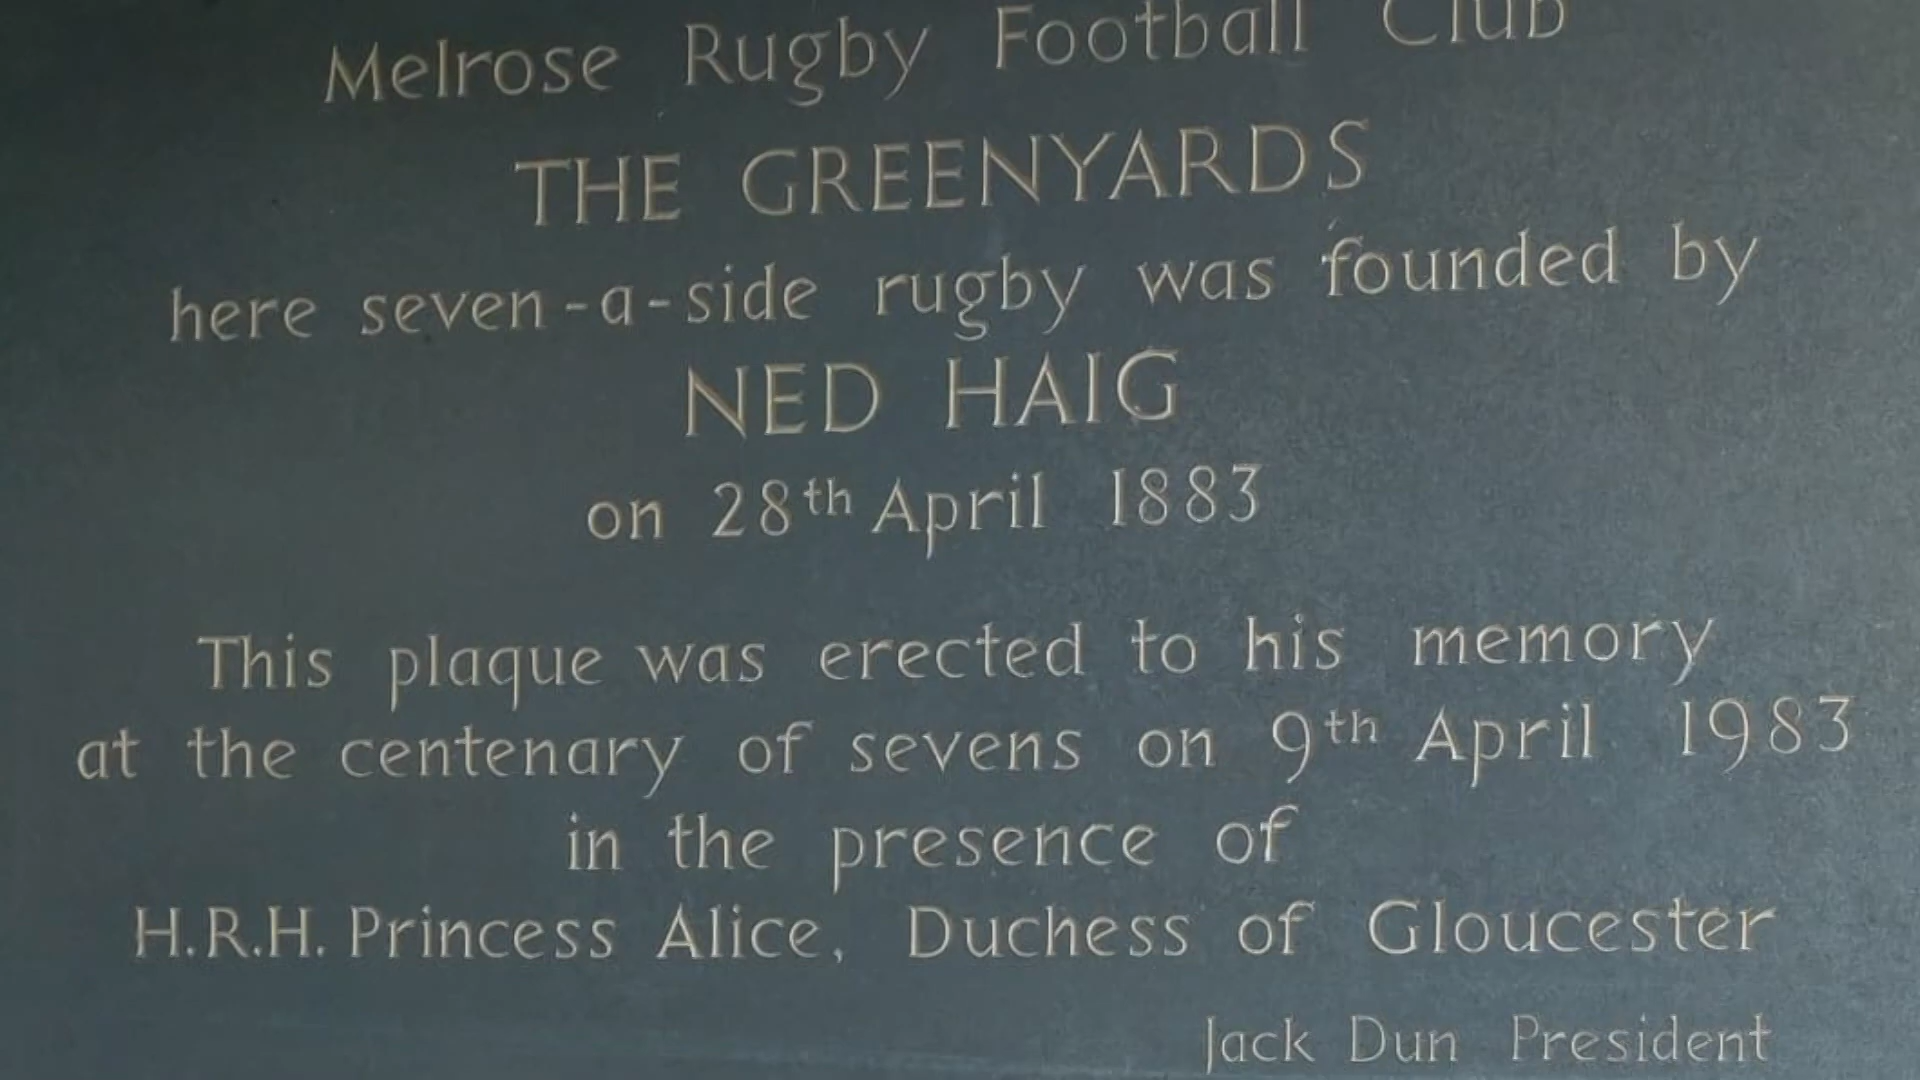 Melrose Rugby Football Club
THE GREENYARDS
here seven-a-side rugby was founded by
NED HAIG
on 28th April 1883
This plaque was erected to his memory
at the centenary of sevens on 9th April 1983
in the presence of
H.R.H. Princess Alice, Duchess of Gloucester
Jack Dun President